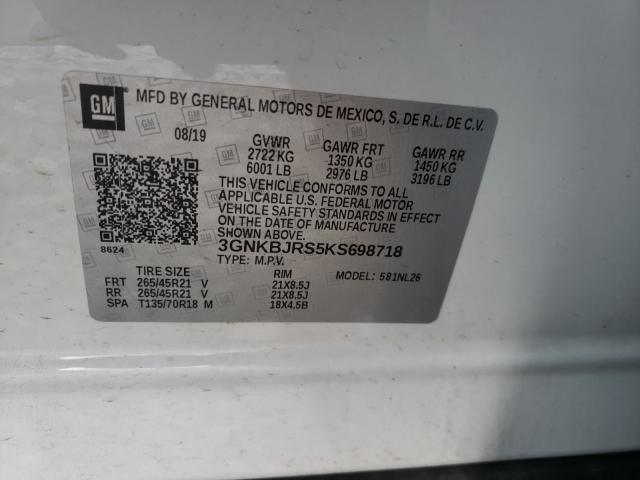 GM MFD BY GENERAL MOTORS DE MEXICO, S. DE R.L. DE C.V.
08/19 GVWR GAWR FRT GAWR RR
2722 KG 1350 KG 1450 KG
6001 LB 2976 LB 3196 LB
THIS VEHICLE CONFORMS TO ALL
APPLICABLE U.S. FEDERAL MOTOR
VEHICLE SAFETY STANDARDS IN EFFECT
ON THE DATE OF MANUFACTURE
SHOWN ABOVE.
3GNKBJRS5KS698718
8624
TYPE: M.P.V. MODEL: 581NL26
TIRE SIZE RIM
FRT 265/45R21 V 21X8.5J
RR 265/45R21 V 21X8.5J
SPA T135/70R18 M 18X4.5B